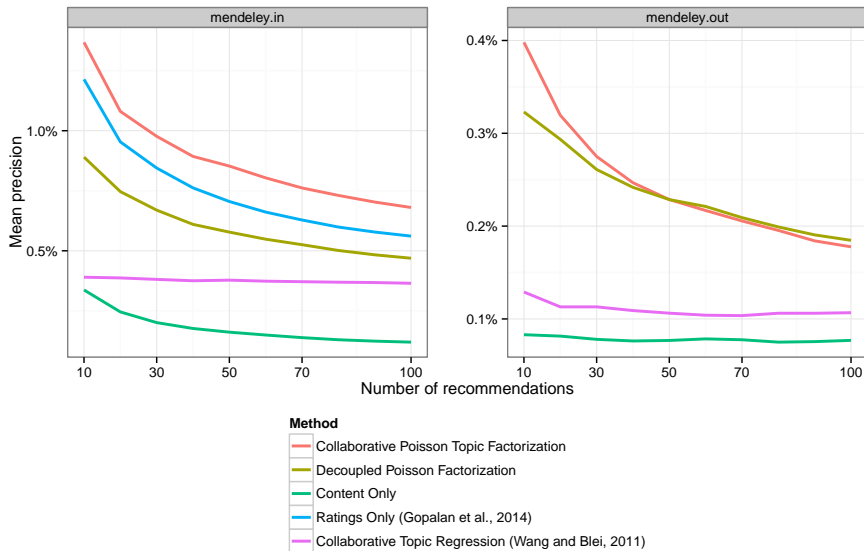 mendeley.in
mendeley.out
Mean precision
1.0%
0.5%
0.4%
0.3%
0.2%
0.1%
10 30 50 70 100
10 30 50 70 100
Number of recommendations
Method
Collaborative Poisson Topic Factorization
Decoupled Poisson Factorization
Content Only
Ratings Only (Gopalan et al., 2014)
Collaborative Topic Regression (Wang and Blei, 2011)